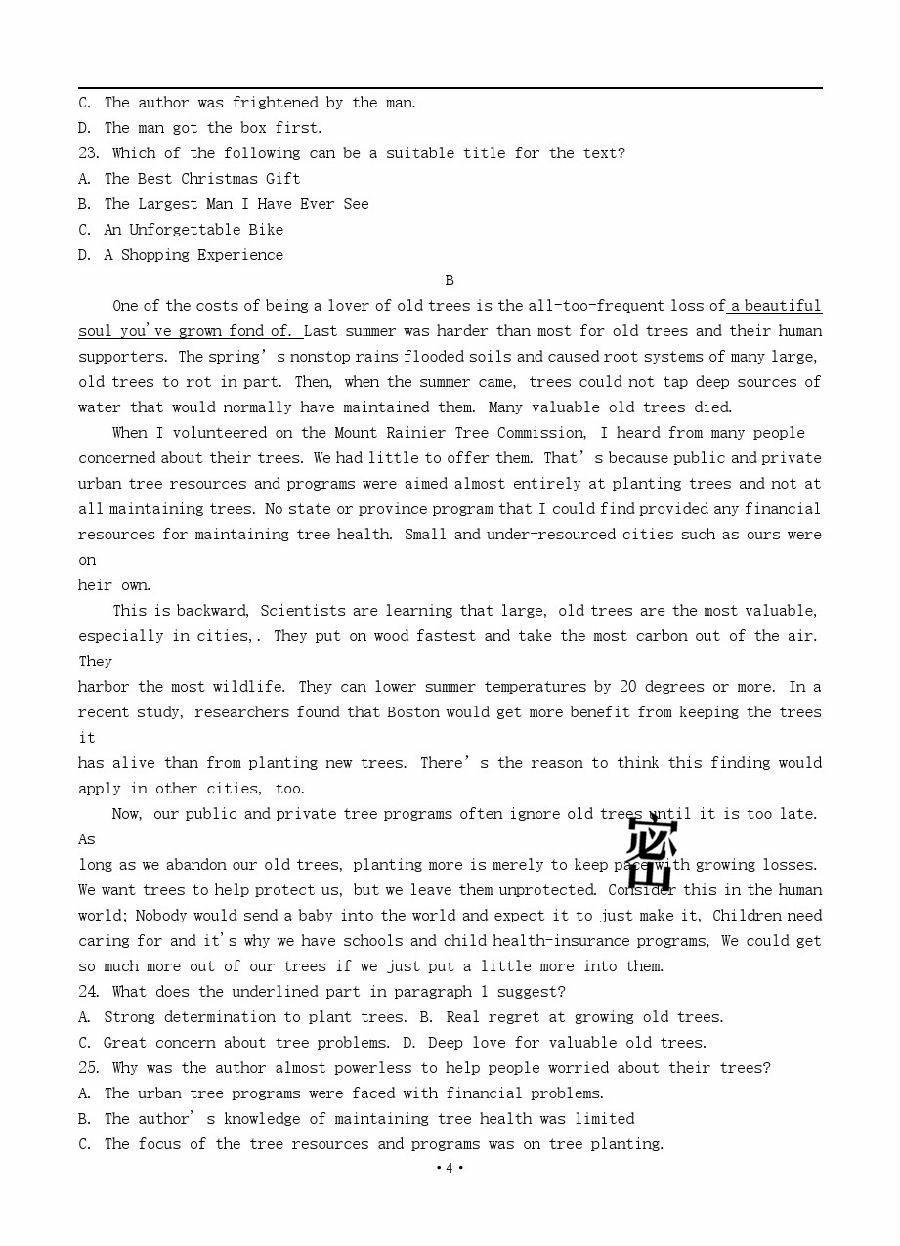 C. The author was frightened by the man.
D. The man got the box first.
23. Which of the following can be a suitable title for the text?
A. The Best Christmas Gift
B. The Largest Man I Have Ever See
C. An Unforgettable Bike
D. A Shopping Experience
B
One of the costs of being a lover of old trees is the all-too-frequent loss of a beautiful
soul you've grown fond of. Last summer was harder than most for old trees and their human
supporters. The spring's nonstop rains flooded soils and caused root systems of many large,
old trees to rot in part. Then, when the summer came, trees could not tap deep sources of
water that would normally have maintained them. Many valuable old trees died.
When I volunteered on the Mount Rainier Tree Commission, I heard from many people
concerned about their trees. We had little to offer them. That's because public and private
urban tree resources and programs were aimed almost entirely at planting trees and not at
all maintaining trees. No state or province program that I could find provided any financial
resources for maintaining tree health. Small and under-resourced cities such as ours were
on
heir own.
This is backward, Scientists are learning that large, old trees are the most valuable,
especially in cities,. They put on wood fastest and take the most carbon out of the air.
They
harbor the most wildlife. They can lower summer temperatures by 20 degrees or more. In a
recent study, researchers found that Boston would get more benefit from keeping the trees
it
has alive than from planting new trees. There's the reason to think this finding would
apply in other cities, too.
Now, our public and private tree programs often ignore old trees until it is too late.
As
long as we abandon our old trees, planting more is merely to keep pace with growing losses.
密
We want trees to help protect us, but we leave them unprotected. Consider this in the human
world; Nobody would send a baby into the world and expect it to just make it, Children need
caring for and it's why we have schools and child health-insurance programs, We could get
so much more out of our trees if we just put a little more into them.
24. What does the underlined part in paragraph 1 suggest?
A. Strong determination to plant trees. B. Real regret at growing old trees.
C. Great concern about tree problems. D. Deep love for valuable old trees.
25. Why was the author almost powerless to help people worried about their trees?
A. The urban tree programs were faced with financial problems.
B. The author's knowledge of maintaining tree health was limited
C. The focus of the tree resources and programs was on tree planting.
•4•